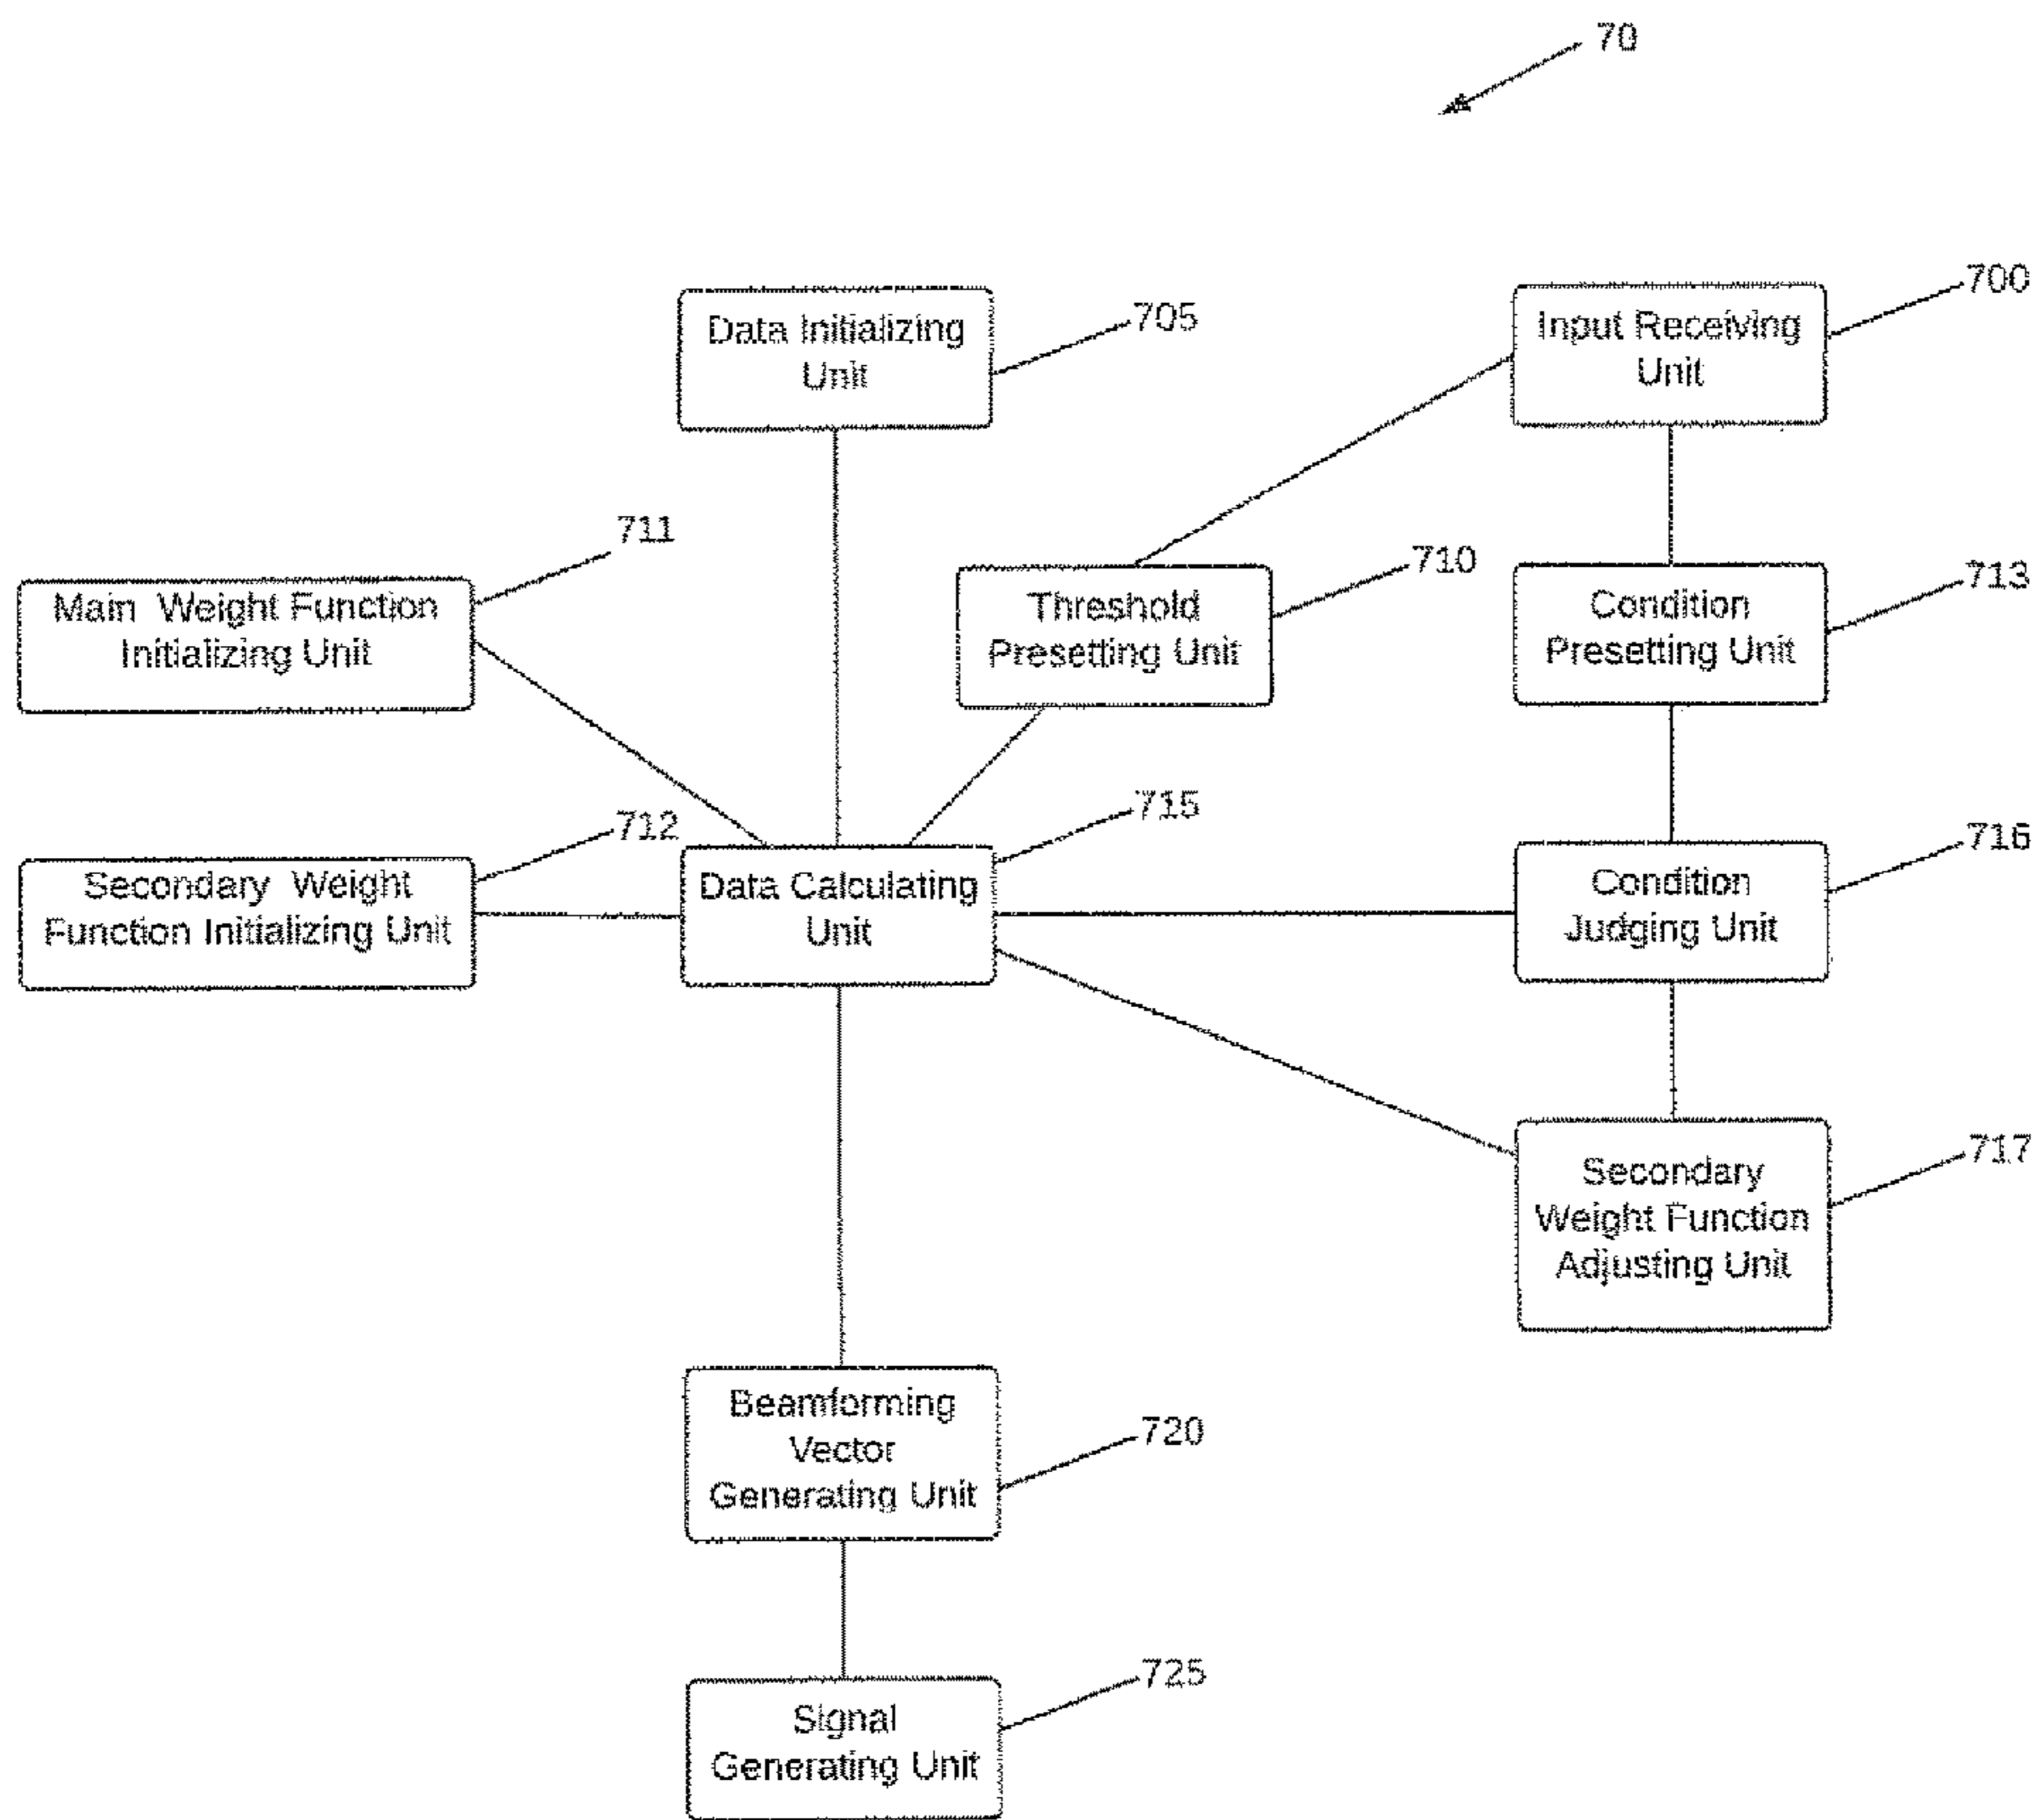 70
Data Initializing
Unit
705
Input Receiving
Unit
700
Main Weight Function
Initializing Unit
711
Threshold
Presetting Unit
710
Condition
Presetting Unit
713
Secondary Weight
Function Initializing Unit
712
Data Calculating
Unit
715
Condition
Judging Unit
716
Secondary
Weight Function
Adjusting Unit
717
Beamforming
Vector
Generating Unit
720
Signal
Generating Unit
725